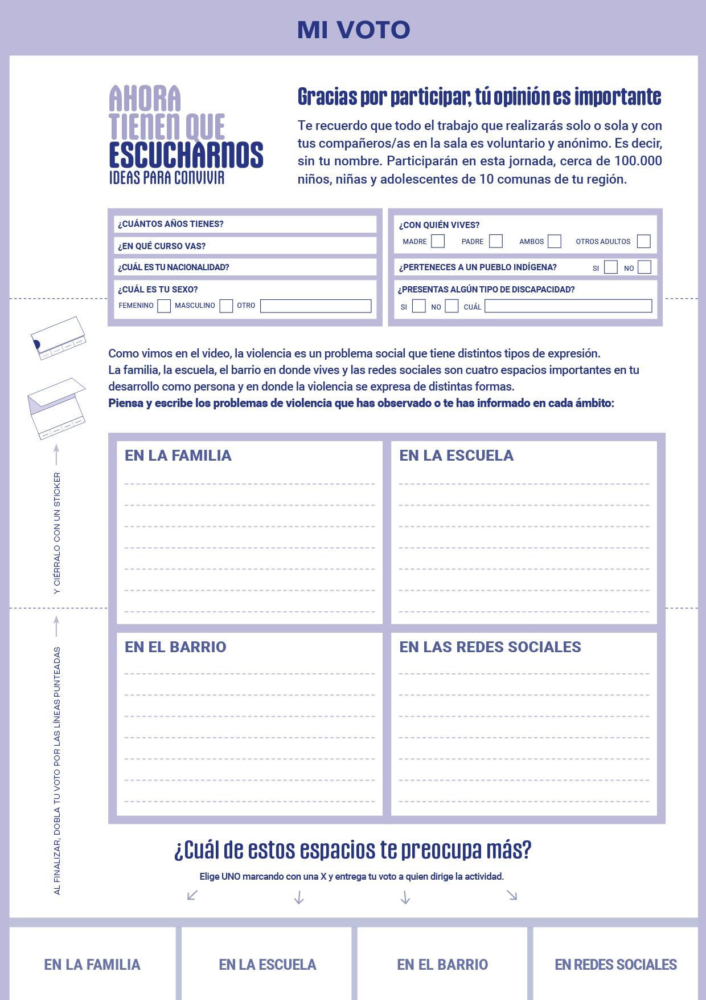 MI VOTO
AHORA
TIENEN QUE
ESCUCHARNOS
IDEAS PARA CONVIVIR
Gracias por participar, tú opinión es importante
Te recuerdo que todo el trabajo que realizarás solo o sola y con
tus compañeros/as en la sala es voluntario y anónimo. Es decir,
sin tu nombre. Participarán en esta jornada, cerca de 100.000
niños, niñas y adolescentes de 10 comunas de tu región.
¿CUÁNTOS AÑOS TIENES?
¿EN QUÉ CURSO VAS?
¿CUÁL ES TU NACIONALIDAD?
¿CUÁL ES TU SEXO?
FEMENINO MASCULINO OTRO
¿CON QUIÉN VIVES?
MADRE PADRE AMBOS OTROS ADULTOS
¿PERTENECES A UN PUEBLO INDÍGENA? SI NO
¿PRESENTAS ALGÚN TIPO DE DISCAPACIDAD?
SI NO CUÁL
Como vimos en el video, la violencia es un problema social que tiene distintos tipos de expresión.
La familia, la escuela, el barrio en donde vives y las redes sociales son cuatro espacios importantes en tu
desarrollo como persona y en donde la violencia se expresa de distintas formas.
Piensa y escribe los problemas de violencia que has observado o te has informado en cada ámbito:
EN LA FAMILIA
EN LA ESCUELA
EN EL BARRIO
EN LAS REDES SOCIALES
AL FINALIZAR, DOBLA TU VOTO POR LAS LÍNEAS PUNTEADAS
Y CIÉRRALO CON UN STICKER
¿Cuál de estos espacios te preocupa más?
Elige UNO marcando con una X y entrega tu voto a quien dirige la actividad.
EN LA FAMILIA
EN LA ESCUELA
EN EL BARRIO
EN REDES SOCIALES